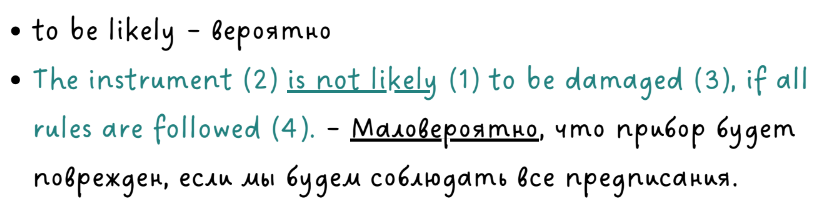 • to be likely – вероятно
• The instrument (2) is not likely (1) to be damaged (3), if all
rules are followed (4). – Маловероятно, что прибор будет
поврежден, если мы будем соблюдать все предписания.